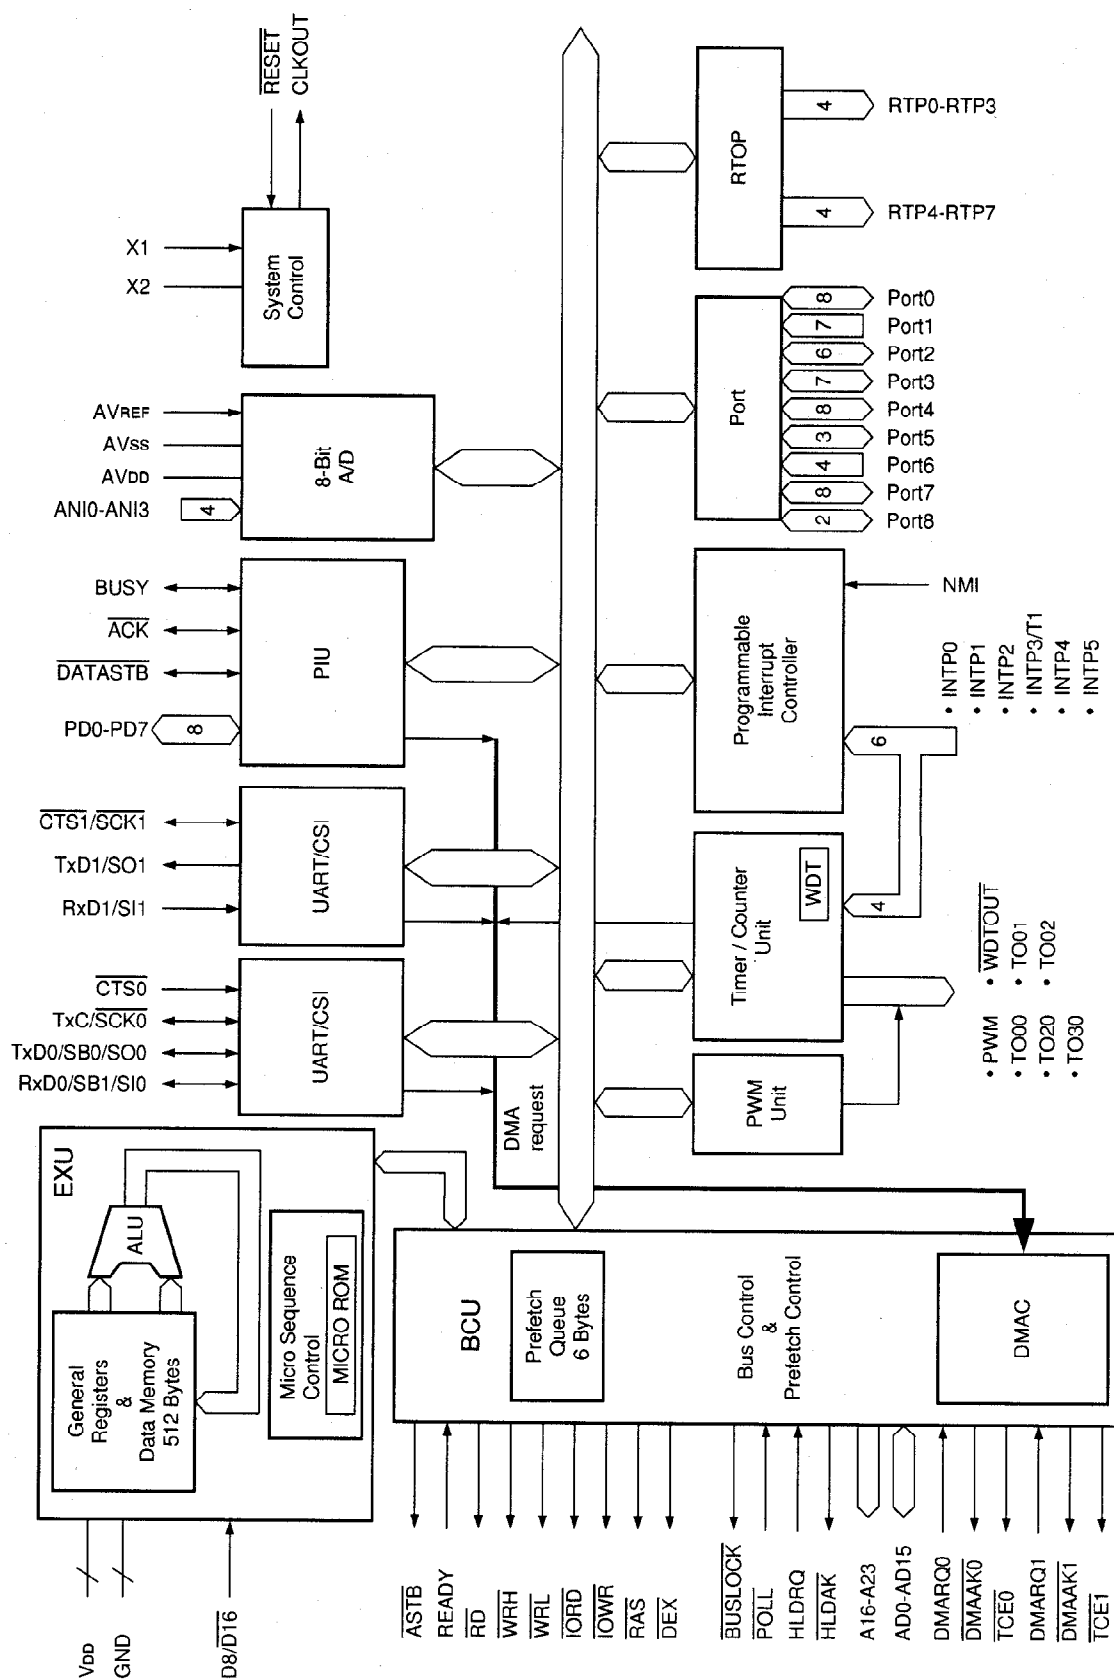 RESET
CLKOUT
X1
X2
System
Control
AVREF
AVSS
AVDD
ANI0-ANI3
4
8-Bit
A/D
BUSY
ACK
DATASTB
PD0-PD7
8
PIU
CTS1/SCK1
TxD1/SO1
RxD1/SI1
UART/CSI
CTS0
TxC/SCK0
TxD0/SB0/SO0
RxD0/SB1/SI0
UART/CSI
DMA
request
RTOP
4
RTP0-RTP3
4
RTP4-RTP7
Port
8
Port0
7
Port1
6
Port2
7
Port3
8
Port4
3
Port5
4
Port6
8
Port7
2
Port8
Programmable
Interrupt
Controller
NMI
6
• INTP0
• INTP1
• INTP2
• INTP3/T1
• INTP4
• INTP5
Timer / Counter
Unit
WDT
4
PWM
Unit
• PWM
• WDTOUT
• TO00
• TO01
• TO20
• TO02
• TO30
EXU
ALU
General
Registers
&
Data Memory
512 Bytes
Micro Sequence
Control
MICRO ROM
VDD
GND
D8/D16
BCU
Prefetch
Queue
6 Bytes
Bus Control
&
Prefetch Control
DMAC
ASTB
READY
RD
WRH
WRL
IORD
IOWR
RAS
DEX
BUSLOCK
POLL
HLDRQ
HLDAK
A16-A23
AD0-AD15
DMARQ0
DMAAK0
TCE0
DMARQ1
DMAAK1
TCE1